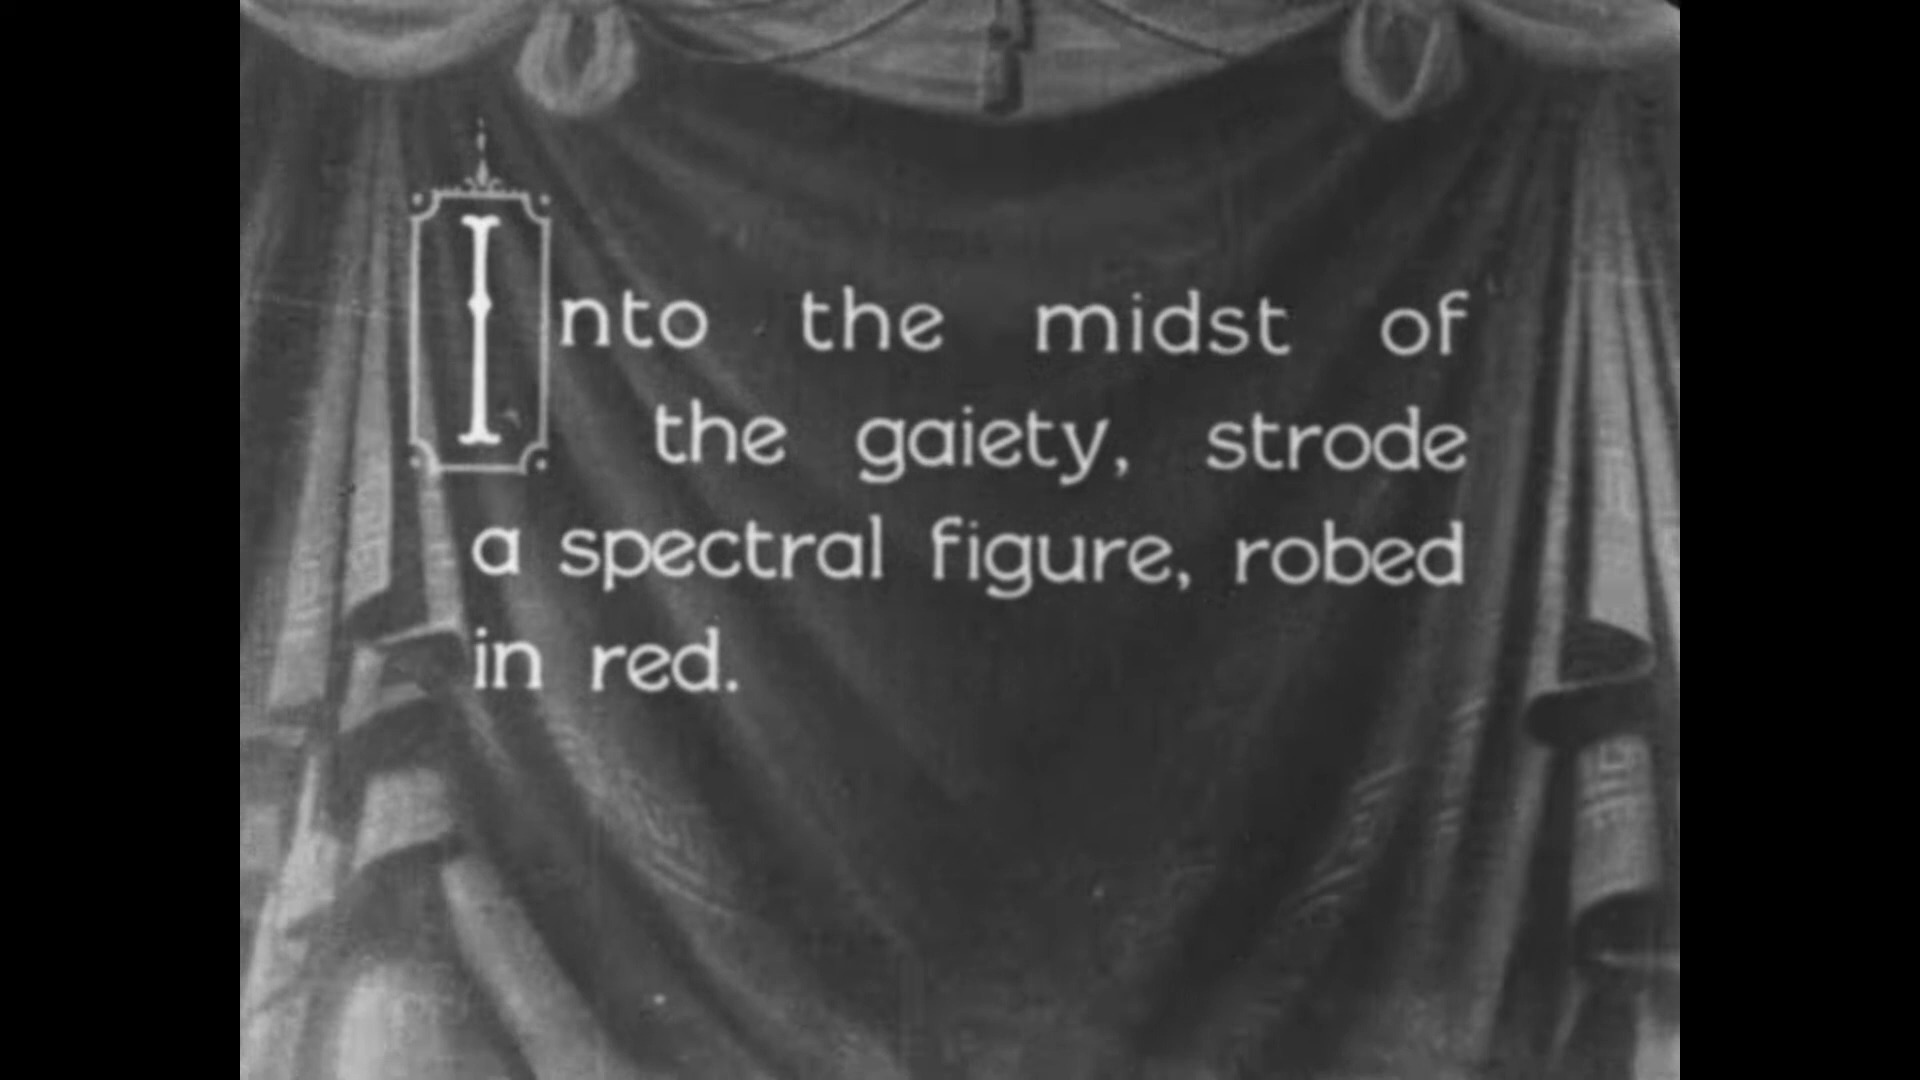 Into the midst of
the gaiety, strode
a spectral figure, robed
in red.